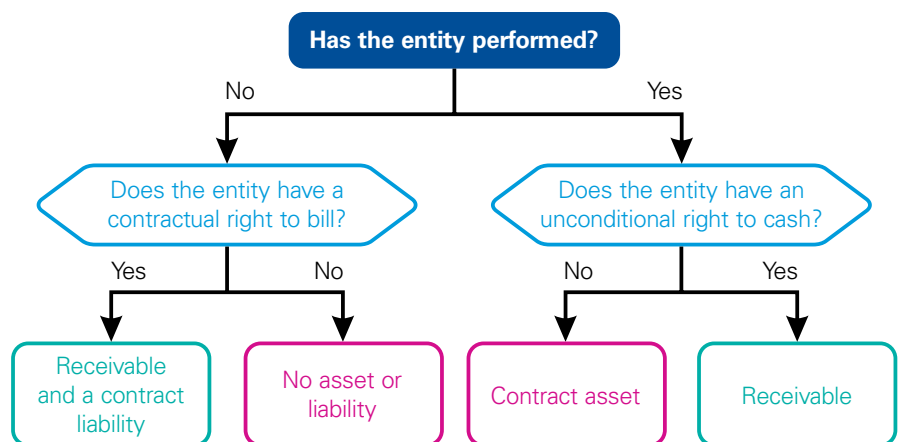 Has the entity performed?
No
Yes
Does the entity have a
contractual right to bill?
Does the entity have an
unconditional right to cash?
Yes
No
No
Yes
Receivable
and a contract
liability
No asset or
liability
Contract asset
Receivable